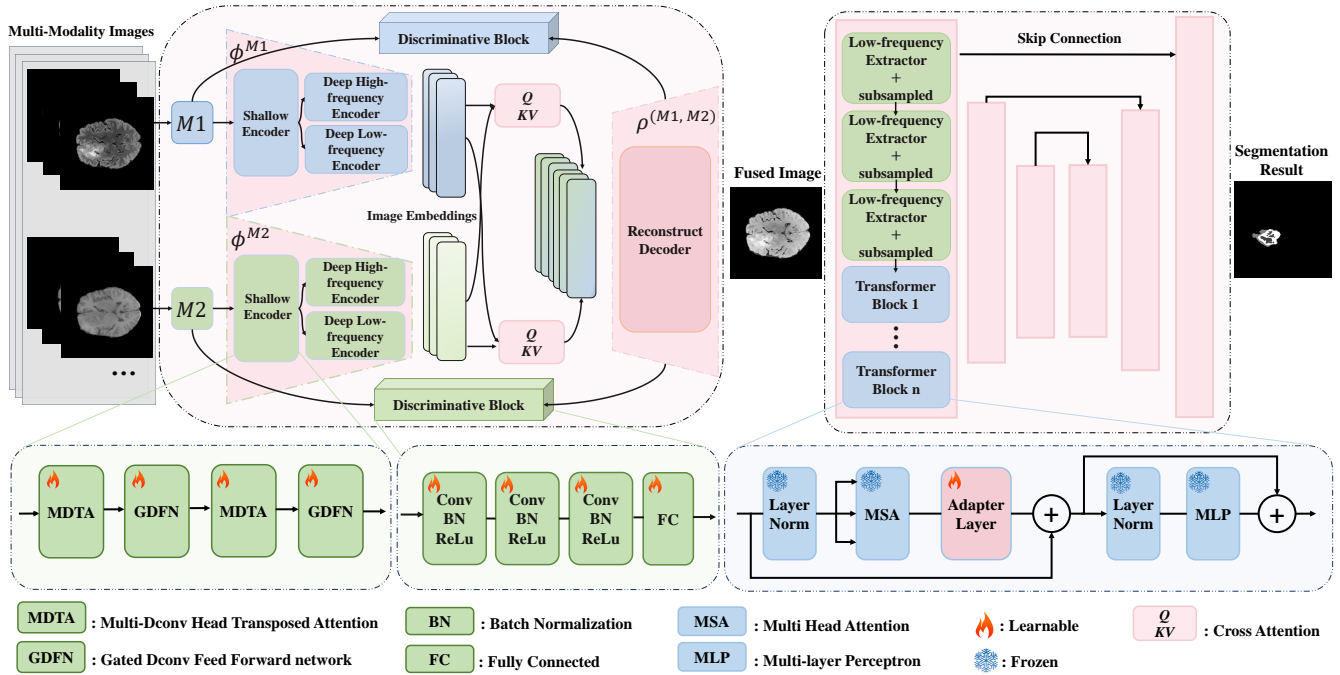 Multi-Modality Images
M1
M2
...
ϕ^{M1}
Shallow
Encoder
Deep High-
frequency
Encoder
Deep Low-
frequency
Encoder
ϕ^{M2}
Shallow
Encoder
Deep High-
frequency
Encoder
Deep Low-
frequency
Encoder
Discriminative Block
Image Embeddings
Q
KV
Q
KV
Discriminative Block
ρ^{(M1, M2)}
Reconstruct
Decoder
Fused Image
Low-frequency
Extractor
+
subsampled
Low-frequency
Extractor
+
subsampled
Low-frequency
Extractor
+
subsampled
Transformer
Block 1
Transformer
Block n
Skip Connection
Segmentation
Result
MDTA
GDFN
MDTA
GDFN
Conv
BN
ReLu
Conv
BN
ReLu
Conv
BN
ReLu
FC
Layer
Norm
MSA
Adapter
Layer
+
Layer
Norm
MLP
+
MDTA : Multi-Dconv Head Transposed Attention
GDFN : Gated Dconv Feed Forward network
BN : Batch Normalization
FC : Fully Connected
MSA : Multi Head Attention
MLP : Multi-layer Perceptron
: Learnable
: Frozen
Q
KV : Cross Attention